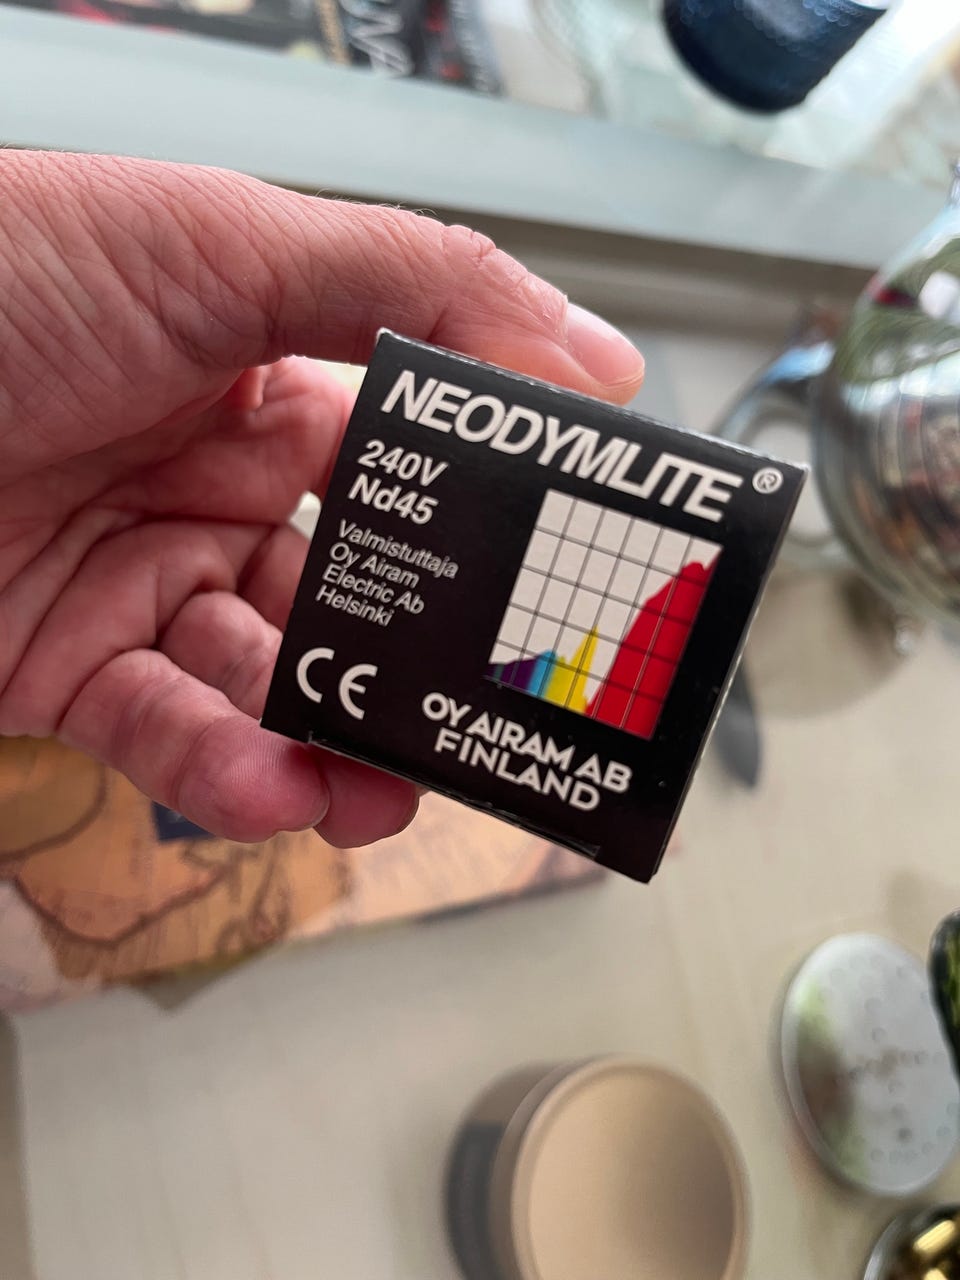 NEODYMLITE®
240V
Nd45
Valmistuttaja
Oy Airam
Electric Ab
Helsinki
CE
OY AIRAM AB
FINLAND